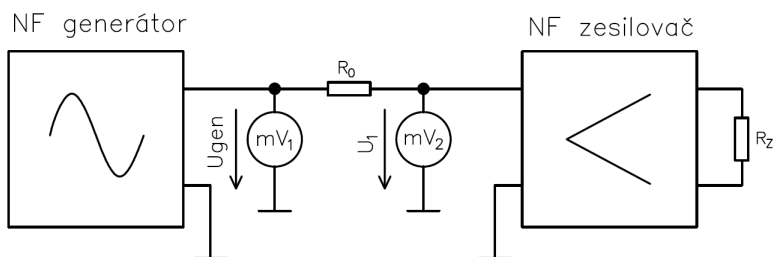 NF generátor
NF zesilovač
R0
Ugen
mV1
U1
mV2
RZ